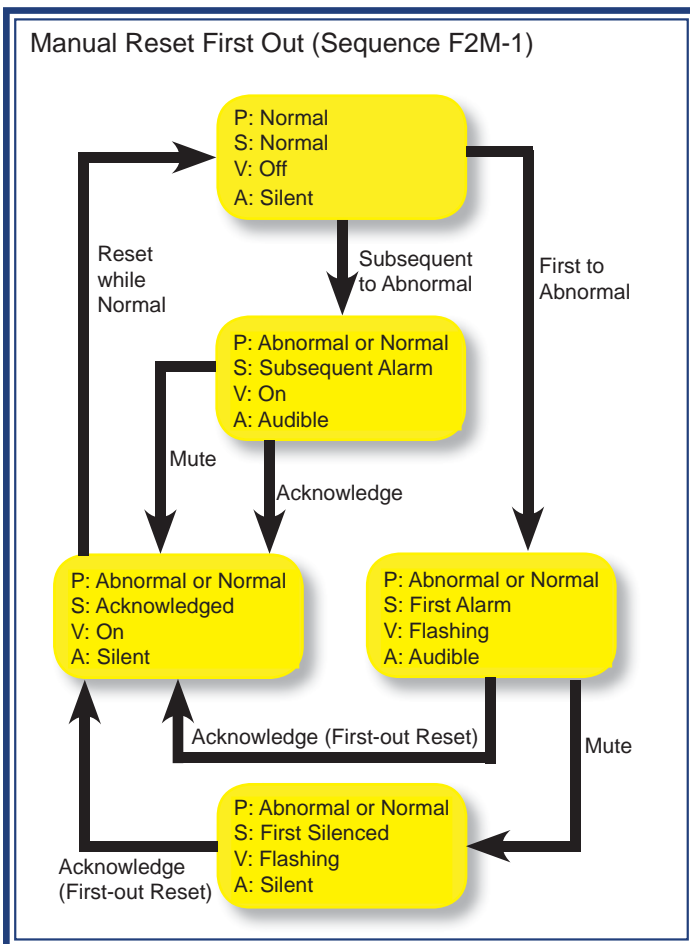 Manual Reset First Out (Sequence F2M-1)
P: Normal
S: Normal
V: Off
A: Silent
Reset
while
Normal
Subsequent
to Abnormal
First to
Abnormal
P: Abnormal or Normal
S: Subsequent Alarm
V: On
A: Audible
Mute
Acknowledge
P: Abnormal or Normal
S: Acknowledged
V: On
A: Silent
P: Abnormal or Normal
S: First Alarm
V: Flashing
A: Audible
Acknowledge (First-out Reset)
Mute
P: Abnormal or Normal
S: First Silenced
V: Flashing
A: Silent
Acknowledge
(First-out Reset)